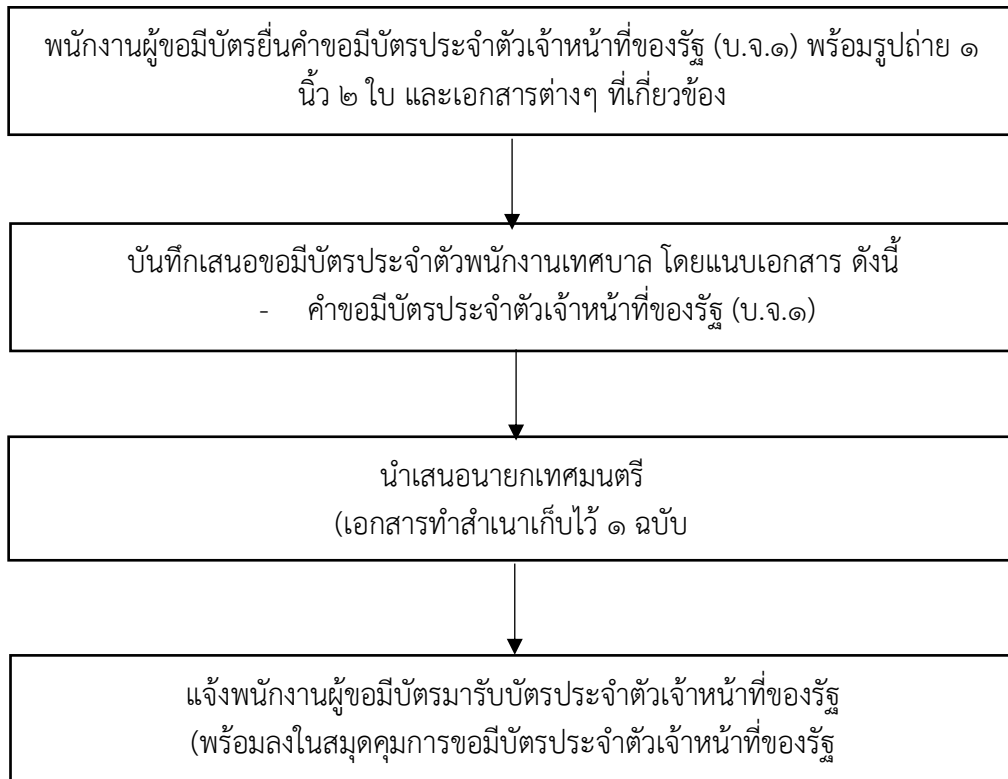 พนักงานผู้ขอมีบัตรยื่นคำขอมีบัตรประจำตัวเจ้าหน้าที่ของรัฐ (บ.จ.๑) พร้อมรูปถ่าย ๑
นิ้ว ๒ ใบ และเอกสารต่างๆ ที่เกี่ยวข้อง
บันทึกเสนอขอมีบัตรประจำตัวพนักงานเทศบาล โดยแนบเอกสาร ดังนี้
- คำขอมีบัตรประจำตัวเจ้าหน้าที่ของรัฐ (บ.จ.๑)
นำเสนอนายกเทศมนตรี
(เอกสารทำสำเนาเก็บไว้ ๑ ฉบับ
แจ้งพนักงานผู้ขอมีบัตรมารับบัตรประจำตัวเจ้าหน้าที่ของรัฐ
(พร้อมลงในสมุดคุมการขอมีบัตรประจำตัวเจ้าหน้าที่ของรัฐ